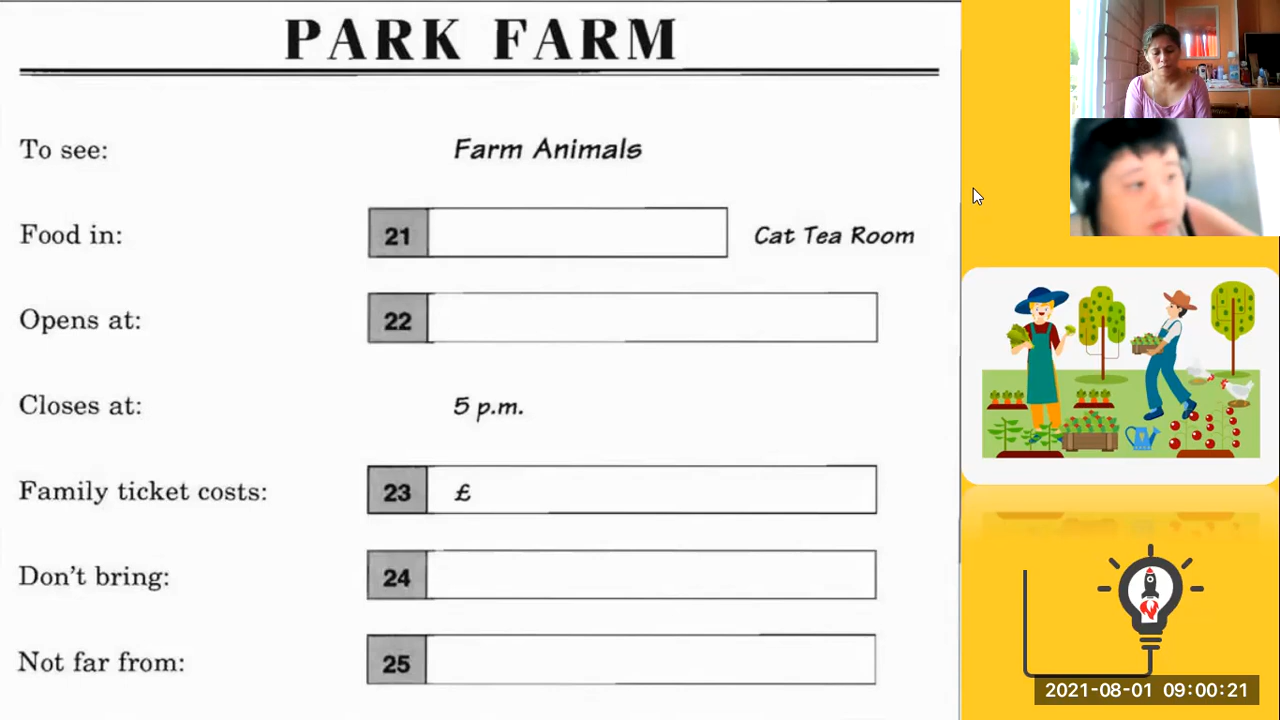 PARK FARM
To see: Farm Animals
Food in: 21 Cat Tea Room
Opens at: 22
Closes at: 5 p.m.
Family ticket costs: 23 £
Don't bring: 24
Not far from: 25
2021-08-01 09:00:21